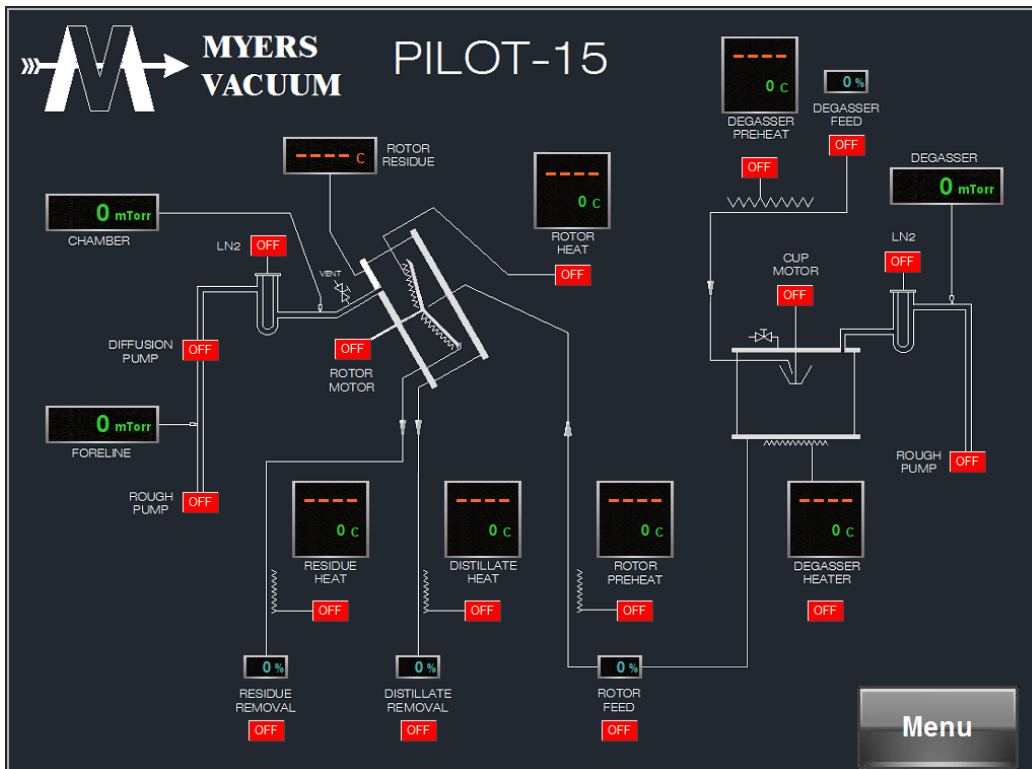 MYERS
VACUUM
PILOT-15
----
0 C
DEGASSER
PREHEAT
OFF
0 %
DEGASSER
FEED
OFF
---- C
ROTOR
RESIDUE
----
0 C
ROTOR
HEAT
OFF
DEGASSER
0 mTorr
0 mTorr
CHAMBER
LN2
OFF
VENT
LN2
OFF
CUP
MOTOR
OFF
DIFFUSION
PUMP
OFF
OFF
ROTOR
MOTOR
0 mTorr
FORELINE
ROUGH
PUMP
OFF
ROUGH
PUMP
OFF
----
0 C
RESIDUE
HEAT
OFF
----
0 C
DISTILLATE
HEAT
OFF
----
0 C
ROTOR
PREHEAT
OFF
----
0 C
DEGASSER
HEATER
OFF
0 %
RESIDUE
REMOVAL
OFF
0 %
DISTILLATE
REMOVAL
OFF
0 %
ROTOR
FEED
OFF
Menu